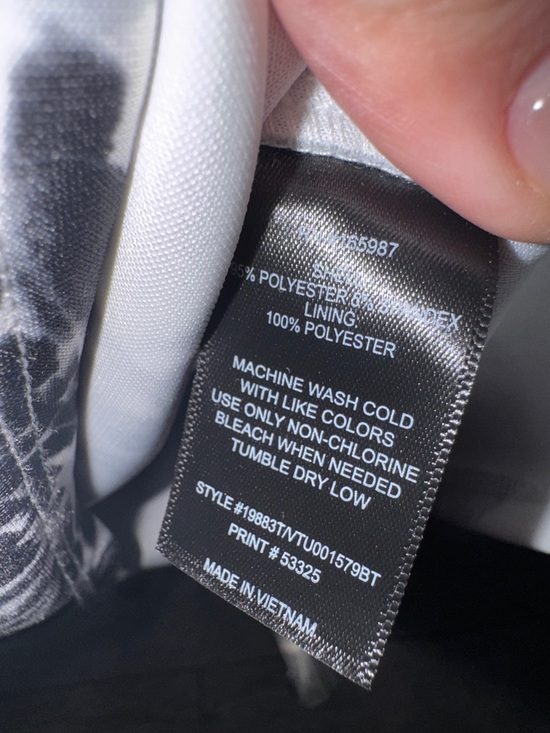 POLYESTER
LINING
100% POLYESTER
MACHINE WASH COLD
WITH LIKE COLORS
USE ONLY NON-CHLORINE
BLEACH WHEN NEEDED
TUMBLE DRY LOW
STYLE #19883T/VTU001579BT
PRINT # 53325
MADE IN VIETNAM